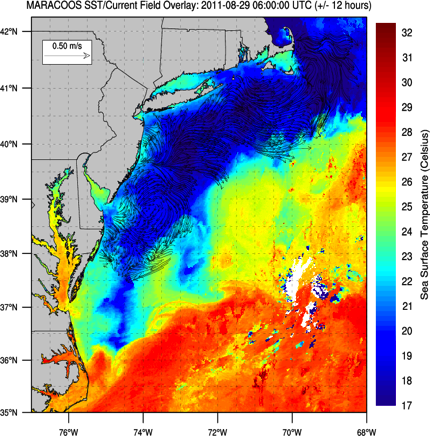 MARACOOS SST/Current Field Overlay: 2011-08-29 06:00:00 UTC (+/- 12 hours)
0.50 m/s
42°N
41°N
40°N
39°N
38°N
37°N
36°N
35°N
76°W 74°W 72°W 70°W 68°W
32
31
30
29
28
27
26
25
24
23
22
21
20
19
18
17
Sea Surface Temperature (Celsius)